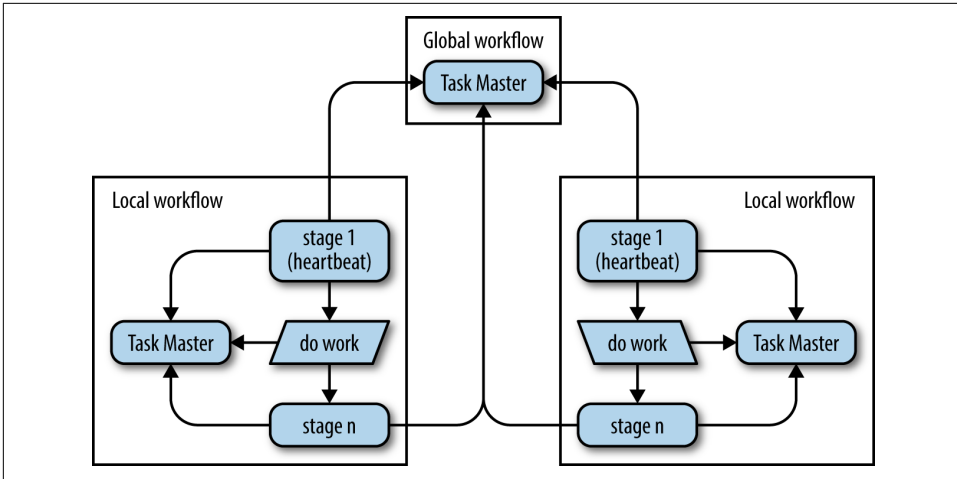 Global workflow
Task Master
Local workflow
stage 1
(heartbeat)
Task Master
do work
stage n
Local workflow
stage 1
(heartbeat)
do work
Task Master
stage n